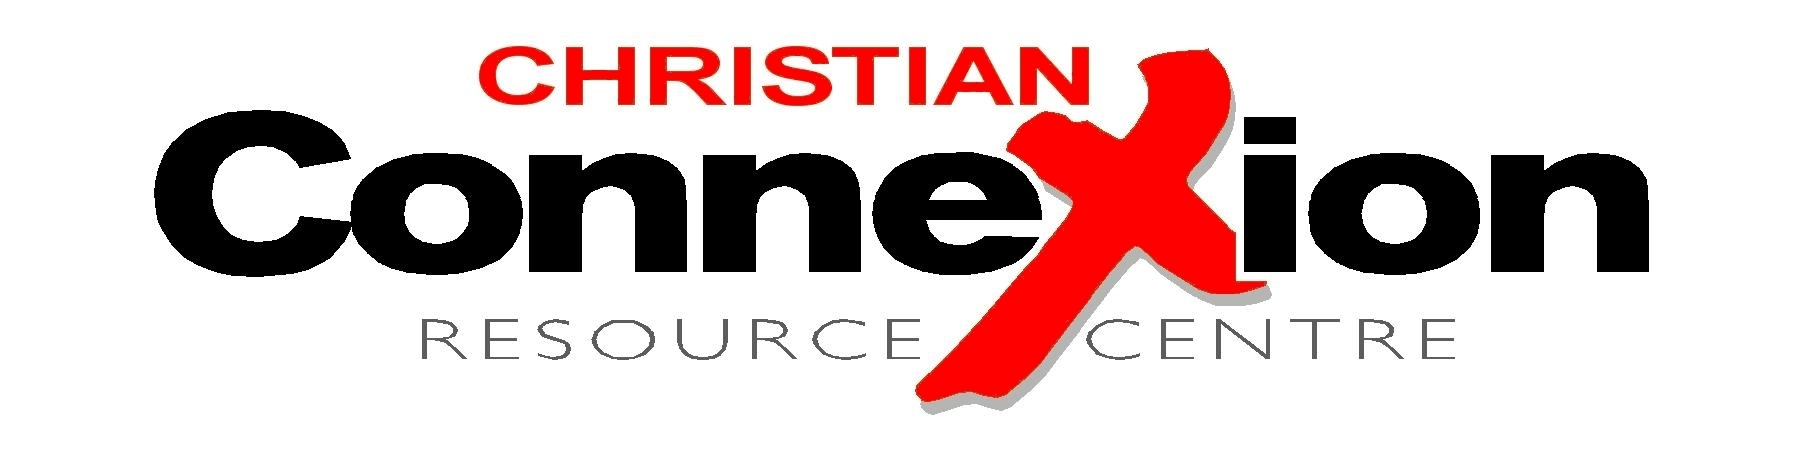 CHRISTIAN
ConneXion
RESOURCE CENTRE